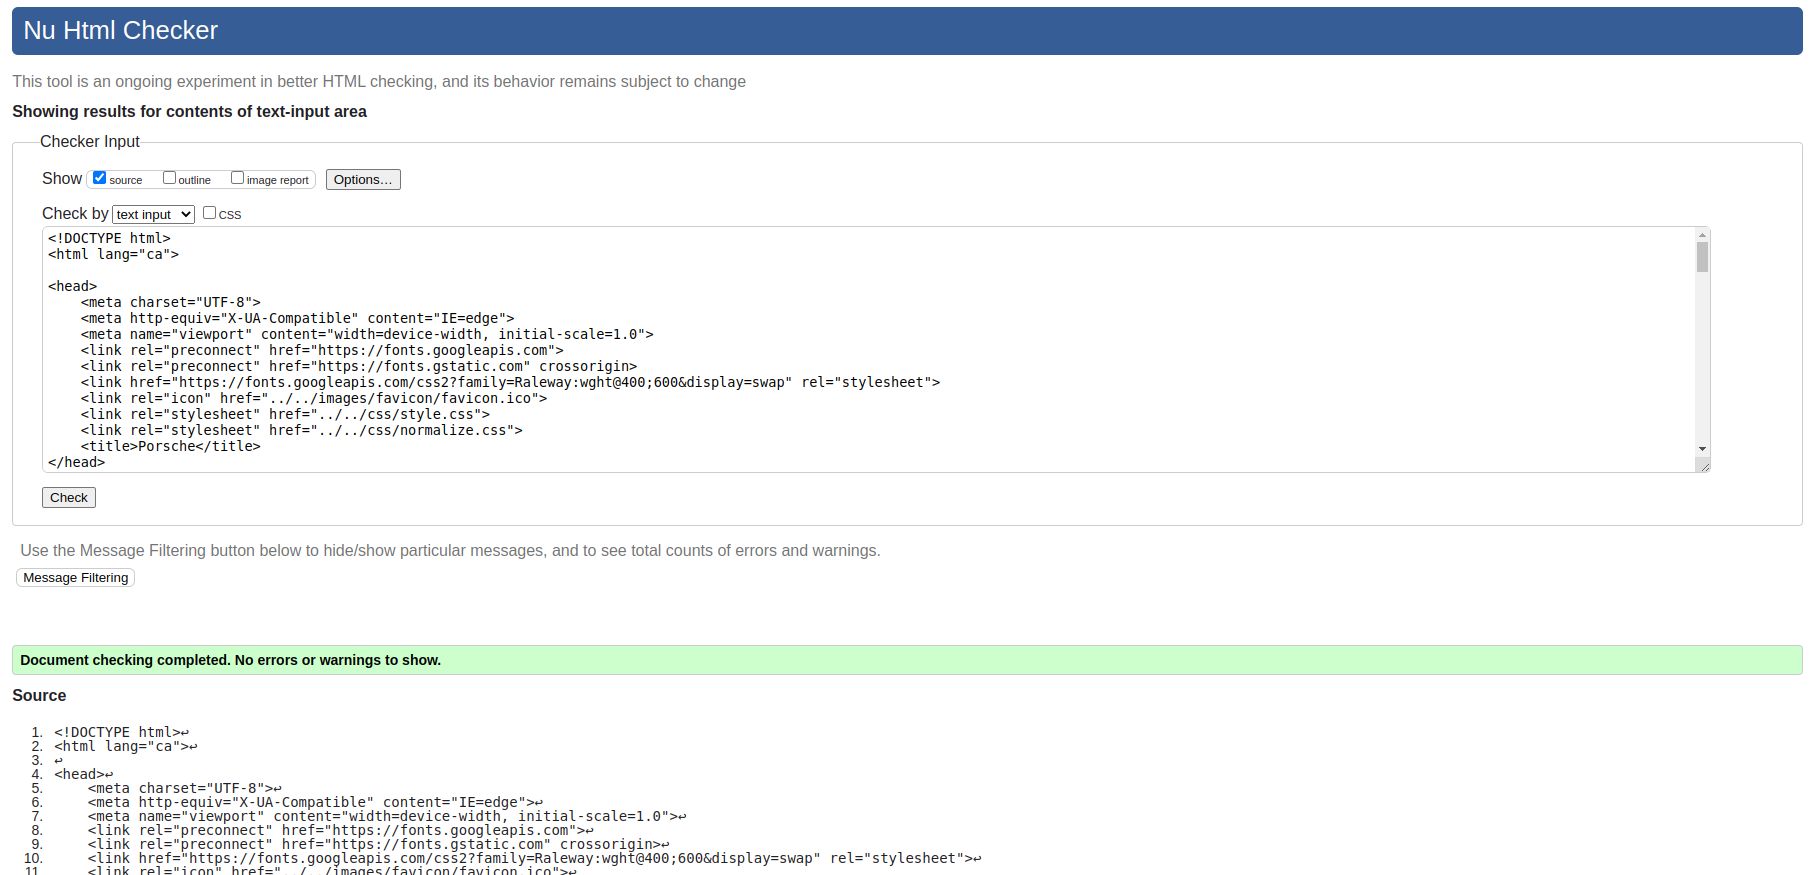 Nu Html Checker
This tool is an ongoing experiment in better HTML checking, and its behavior remains subject to change
Showing results for contents of text-input area
Checker Input
Show source outline image report Options...
Check by text input CSS
<!DOCTYPE html>
<html lang="ca">
<head>
    <meta charset="UTF-8">
    <meta http-equiv="X-UA-Compatible" content="IE=edge">
    <meta name="viewport" content="width=device-width, initial-scale=1.0">
    <link rel="preconnect" href="https://fonts.googleapis.com">
    <link rel="preconnect" href="https://fonts.gstatic.com" crossorigin>
    <link href="https://fonts.googleapis.com/css2?family=Raleway:wght@400;600&display=swap" rel="stylesheet">
    <link rel="icon" href="../../images/favicon/favicon.ico">
    <link rel="stylesheet" href="../../css/style.css">
    <link rel="stylesheet" href="../../css/normalize.css">
    <title>Porsche</title>
</head>
Check
Use the Message Filtering button below to hide/show particular messages, and to see total counts of errors and warnings.
Message Filtering
Document checking completed. No errors or warnings to show.
Source
1. <!DOCTYPE html>↩
2. <html lang="ca">↩
3. ↩
4. <head>↩
5.     <meta charset="UTF-8">↩
6.     <meta http-equiv="X-UA-Compatible" content="IE=edge">↩
7.     <meta name="viewport" content="width=device-width, initial-scale=1.0">↩
8.     <link rel="preconnect" href="https://fonts.googleapis.com">↩
9.     <link rel="preconnect" href="https://fonts.gstatic.com" crossorigin>↩
10.     <link href="https://fonts.googleapis.com/css2?family=Raleway:wght@400;600&display=swap" rel="stylesheet">↩
11.     <link rel="icon" href="../../images/favicon/favicon.ico">↩